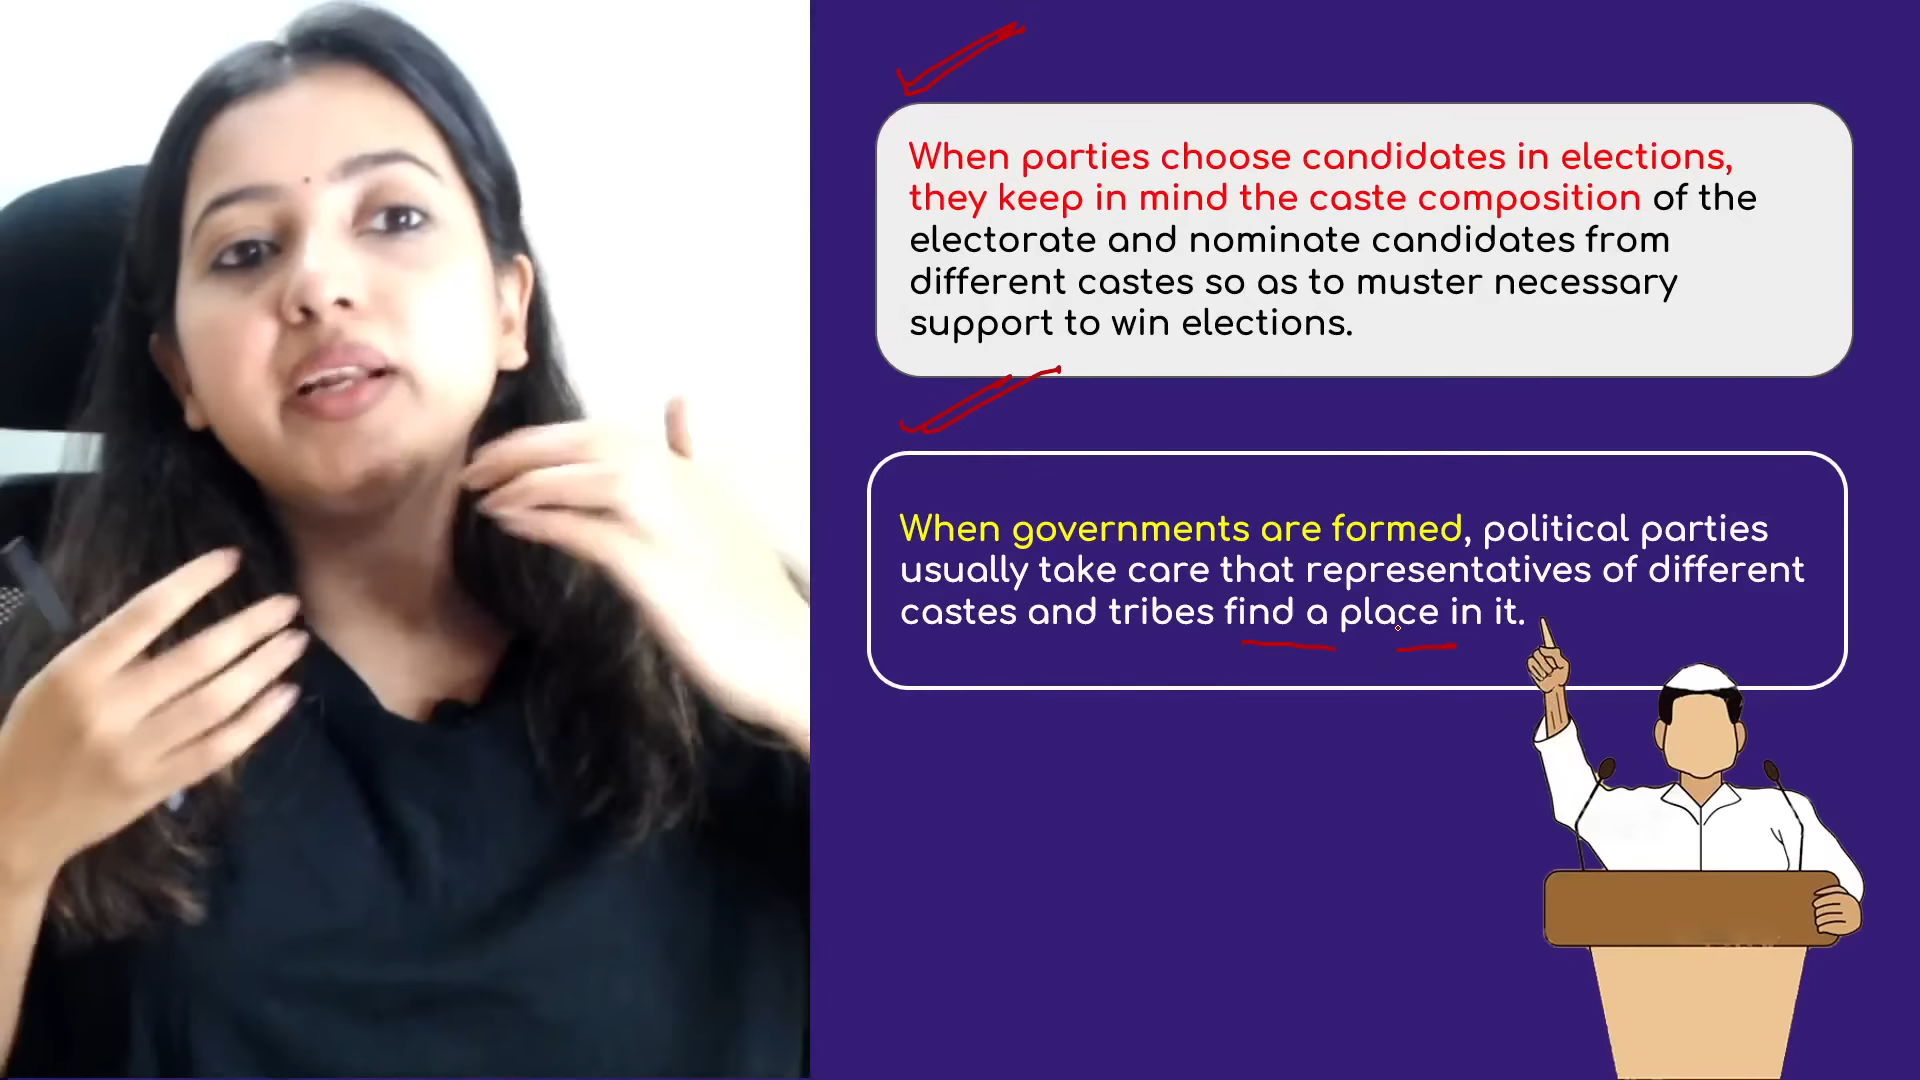 When parties choose candidates in elections,
they keep in mind the caste composition of the
electorate and nominate candidates from
different castes so as to muster necessary
support to win elections.
When governments are formed, political parties
usually take care that representatives of different
castes and tribes find a place in it.